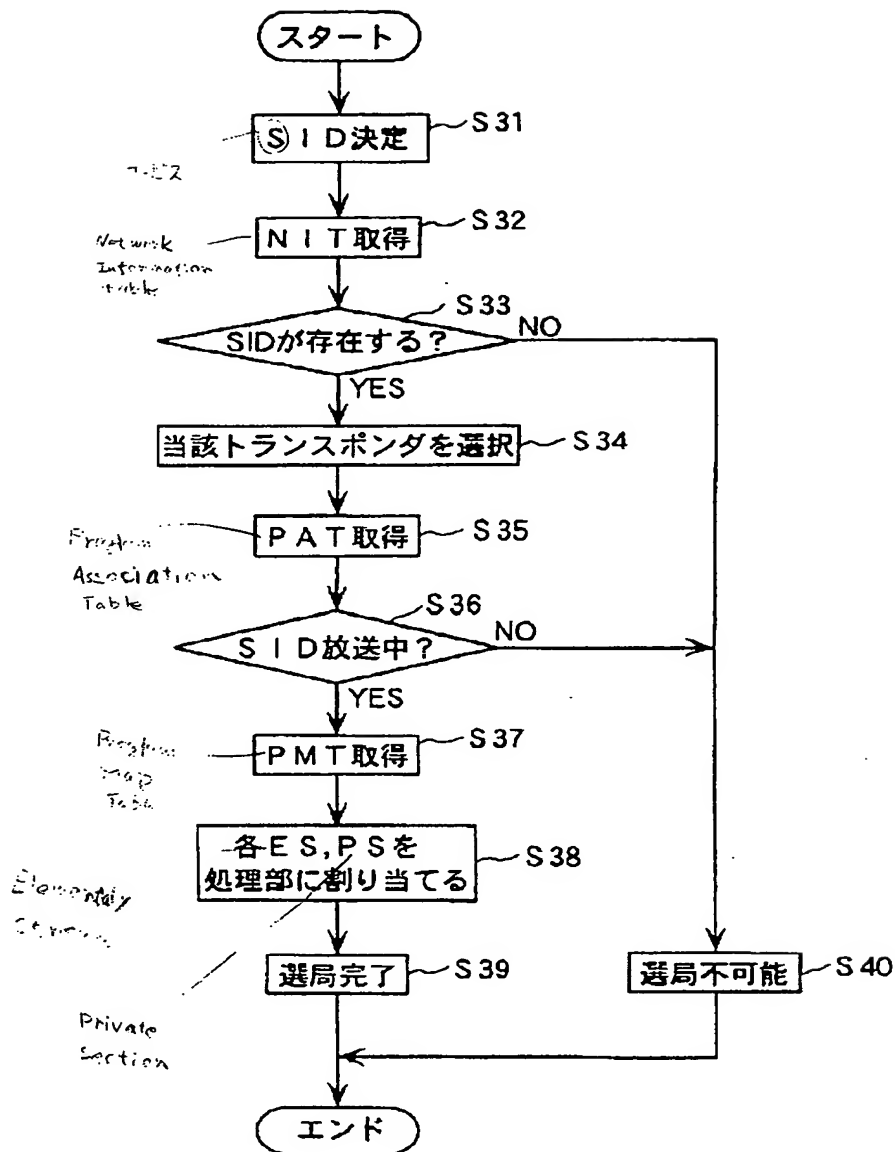 スタート
SID決定
S31
サービス
NIT取得
S32
Network
Information
table
SIDが存在する?
S33
NO
YES
当該トランスポンダを選択
S34
PAT取得
S35
Program
Association
Table
SID放送中?
S36
NO
YES
PMT取得
S37
Program
Map
Table
各ES,PSを
処理部に割り当てる
S38
Elementary
選局完了
S39
選局不可能
S40
Private
Section
エンド